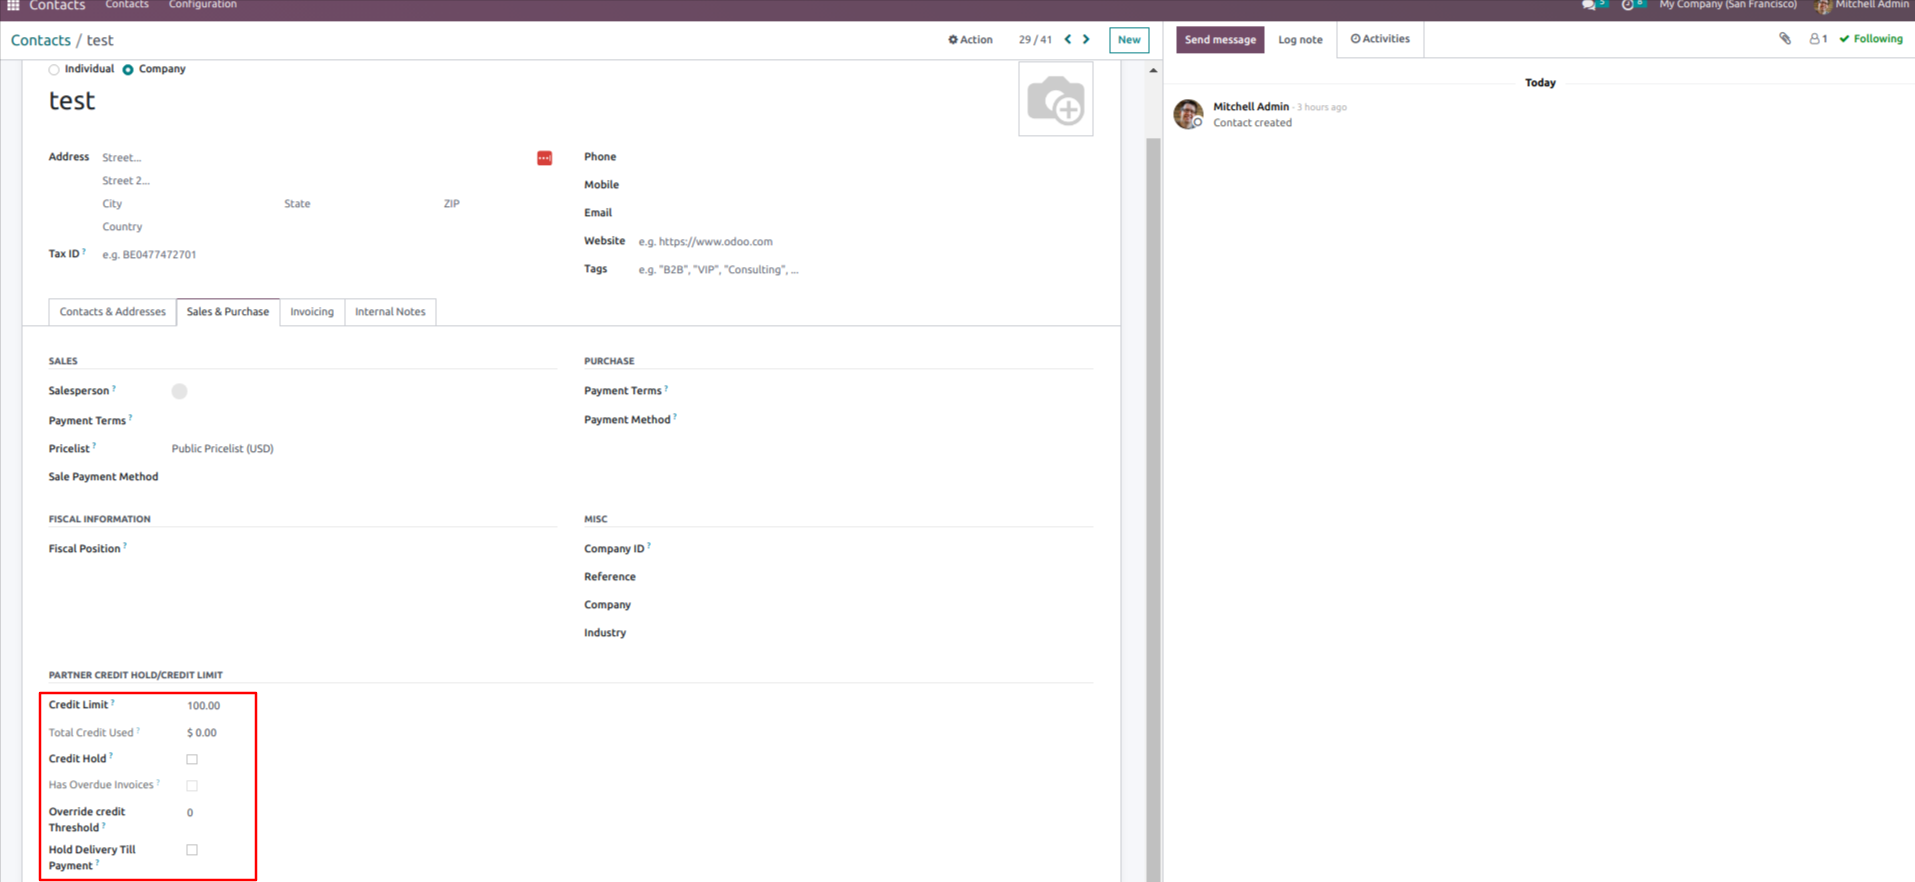 Contacts Contacts Configuration 5 My Company (San Francisco) Mitchell Admin
Contacts / test Action 29 / 41 New Send message Log note Activities 1 Following
Individual Company
test
Today
Mitchell Admin - 3 hours ago
Contact created
Address Street...
Street 2...
City State ZIP
Country
Tax ID ? e.g. BE0477472701
Phone
Mobile
Email
Website e.g. https://www.odoo.com
Tags e.g. "B2B", "VIP", "Consulting", ...
Contacts & Addresses Sales & Purchase Invoicing Internal Notes
SALES
Salesperson ?
Payment Terms ?
Pricelist ? Public Pricelist (USD)
Sale Payment Method
PURCHASE
Payment Terms ?
Payment Method ?
FISCAL INFORMATION
Fiscal Position ?
MISC
Company ID ?
Reference
Company
Industry
PARTNER CREDIT HOLD/CREDIT LIMIT
Credit Limit ? 100.00
Total Credit Used ? $ 0.00
Credit Hold ?
Has Overdue Invoices ?
Override credit 0
Threshold ?
Hold Delivery Till
Payment ?